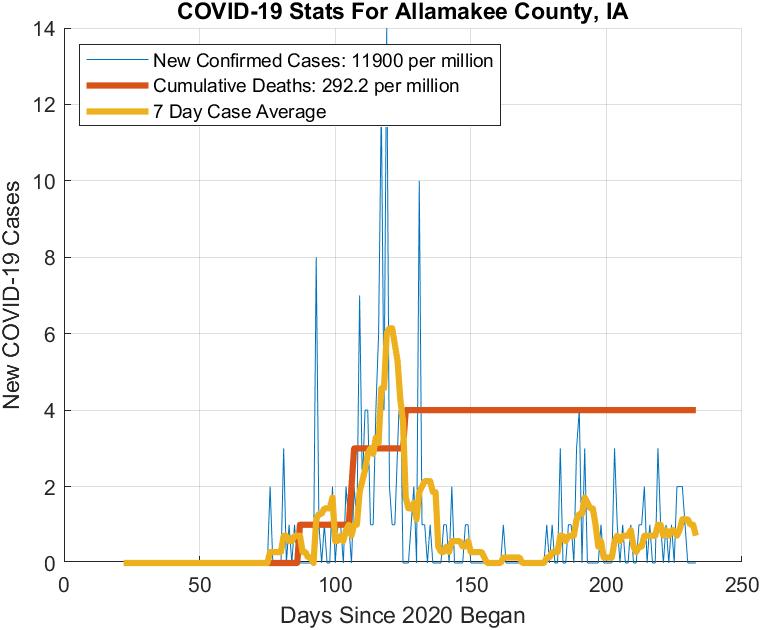 COVID-19 Stats For Allamakee County, IA
New Confirmed Cases: 11900 per million
Cumulative Deaths: 292.2 per million
7 Day Case Average
New COVID-19 Cases
14
12
10
8
6
4
2
0
0 50 100 150 200 250
Days Since 2020 Began